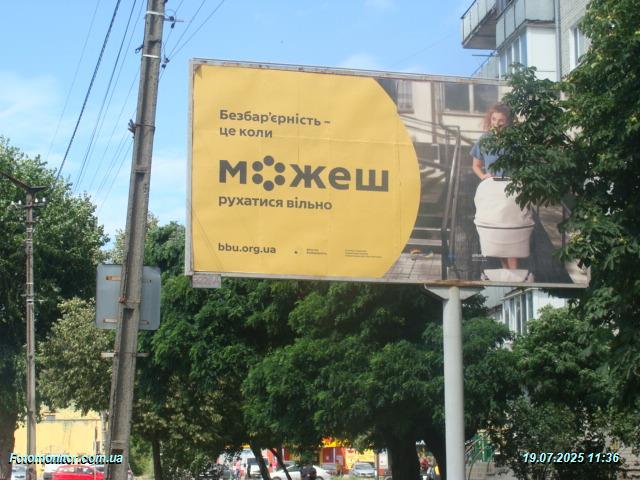 Безбар'єрність –
це коли
можеш
рухатися вільно
bbu.org.ua
Fotomonitor.com.ua
19.07.2025 11:36